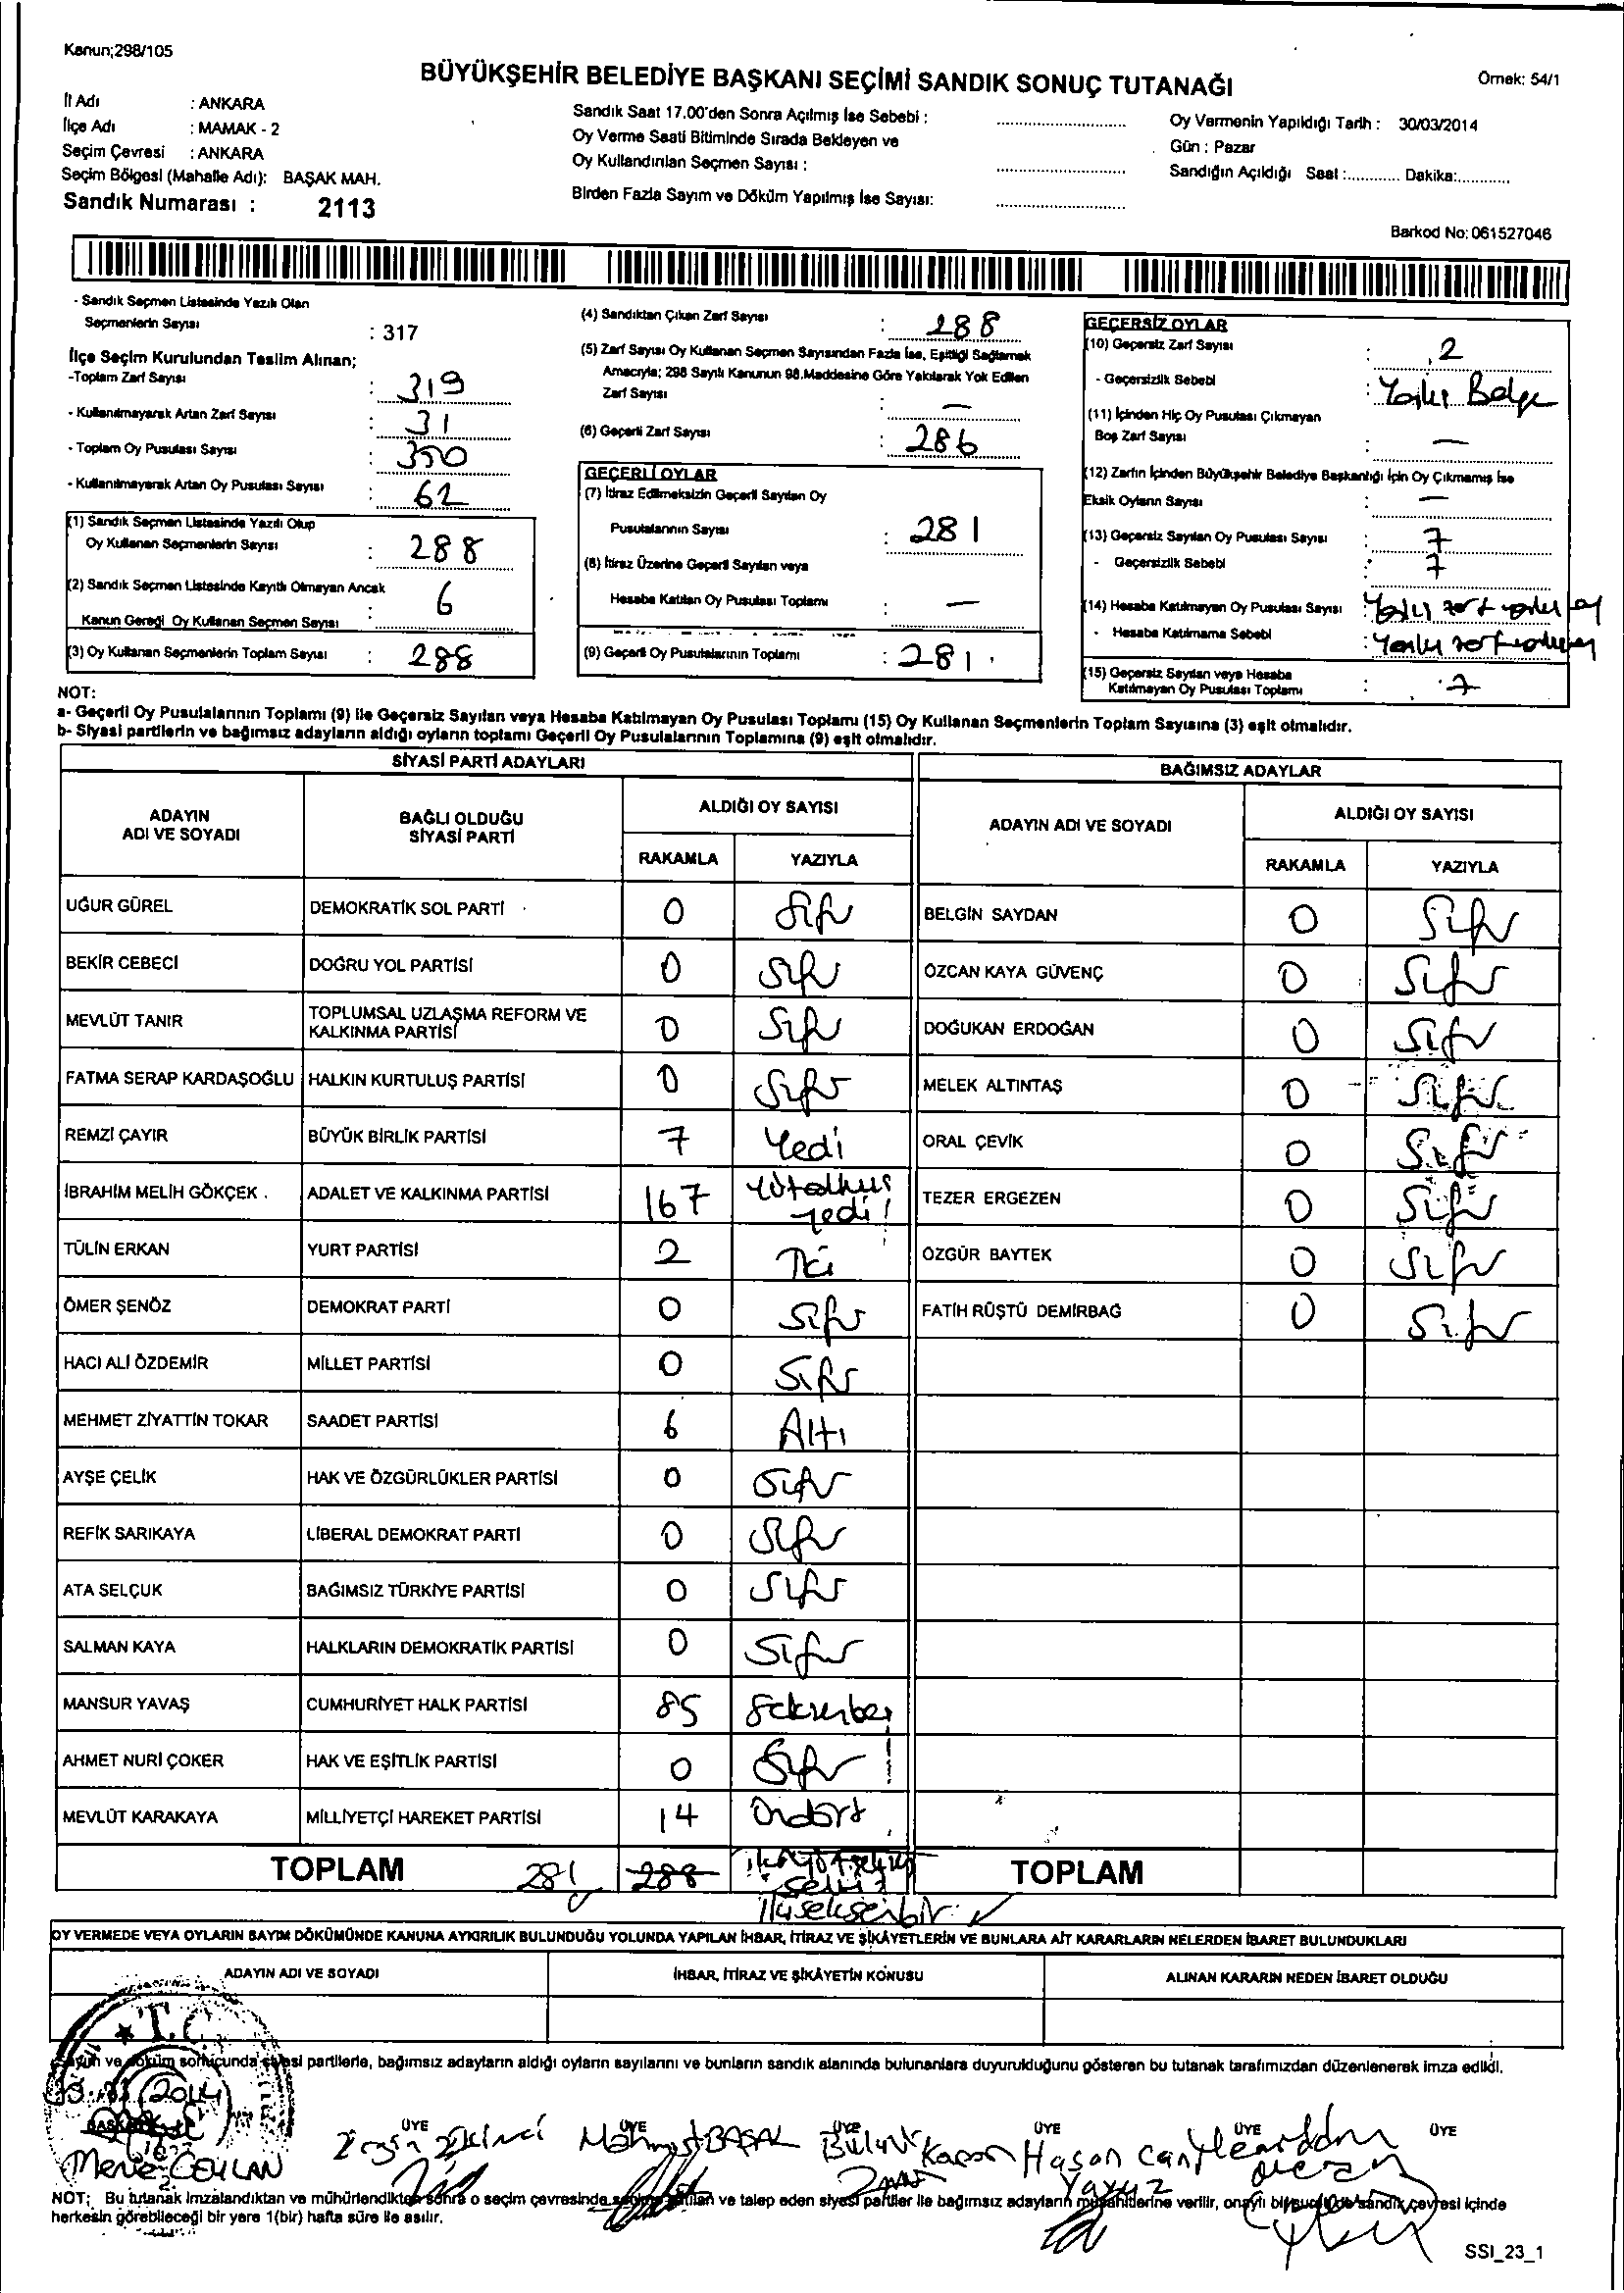 Kanun;298/105
BÜYÜKŞEHİR BELEDİYE BAŞKANI SEÇİMİ SANDIK SONUÇ TUTANAĞI
Örnek: 54/1
İl Adı : ANKARA
İlçe Adı : MAMAK - 2
Seçim Çevresi : ANKARA
Seçim Bölgesi (Mahalle Adı): BAŞAK MAH.
Sandık Numarası : 2113
Sandık Saat 17.00'den Sonra Açılmış İse Sebebi :
Oy Verme Saati Bitiminde Sırada Bekleyen ve
Oy Kullandırılan Seçmen Sayısı :
Birden Fazla Sayım ve Döküm Yapılmış İse Sayısı:
Oy Vermenin Yapıldığı Tarih : 30/03/2014
Gün : Pazar
Sandığın Açıldığı Saat :............ Dakika:...........
Barkod No: 061527046
- Sandık Seçmen Listesinde Yazılı Olan
Seçmenlerin Sayısı : 317
İlçe Seçim Kurulundan Teslim Alınan;
-Toplam Zarf Sayısı : 319
- Kullanılmayarak Artan Zarf Sayısı : 31
- Toplam Oy Pusulası Sayısı : 350
- Kullanılmayarak Artan Oy Pusulası Sayısı : 62
(1) Sandık Seçmen Listesinde Yazılı Olup
Oy Kullanan Seçmenlerin Sayısı : 288
(2) Sandık Seçmen Listesinde Kayıtlı Olmayan Ancak
Kanun Gereği Oy Kullanan Seçmen Sayısı : 6
(3) Oy Kullanan Seçmenlerin Toplam Sayısı : 288
(4) Sandıktan Çıkan Zarf Sayısı : 288
(5) Zarf Sayısı Oy Kullanan Seçmen Sayısından Fazla İse, Eşitliği Sağlamak
Amacıyla; 298 Sayılı Kanunun 98.Maddesine Göre Yakılarak Yok Edilen
Zarf Sayısı : —
(6) Geçerli Zarf Sayısı : 286
GEÇERLİ OYLAR
(7) İtiraz Edilmeksizin Geçerli Sayılan Oy
Pusulalarının Sayısı : 281
(8) İtiraz Üzerine Geçerli Sayılan veya
Hesaba Katılan Oy Pusulası Toplamı : —
(9) Geçerli Oy Pusulalarının Toplamı : 281
GEÇERSİZ OYLAR
(10) Geçersiz Zarf Sayısı : 2
- Geçersizlik Sebebi :
(11) İçinden Hiç Oy Pusulası Çıkmayan
Boş Zarf Sayısı : —
(12) Zarfın İçinden Büyükşehir Belediye Başkanlığı İçin Oy Çıkmamış İse
Eksik Oyların Sayısı : —
(13) Geçersiz Sayılan Oy Pusulası Sayısı : 7
- Geçersizlik Sebebi : 7
(14) Hesaba Katılmayan Oy Pusulası Sayısı :
- Hesaba Katılmama Sebebi :
(15) Geçersiz Sayılan veya Hesaba
Katılmayan Oy Pusulası Toplamı : 7
NOT:
a- Geçerli Oy Pusulalarının Toplamı (9) ile Geçersiz Sayılan veya Hesaba Katılmayan Oy Pusulası Toplamı (15) Oy Kullanan Seçmenlerin Toplam Sayısına (3) eşit olmalıdır.
b- Siyasi partilerin ve bağımsız adayların aldığı oyların toplamı Geçerli Oy Pusulalarının Toplamına (9) eşit olmalıdır.
SİYASİ PARTİ ADAYLARI
ADAYIN ADI VE SOYADI
BAĞLI OLDUĞU SİYASİ PARTİ
ALDIĞI OY SAYISI
RAKAMLA YAZIYLA
UĞUR GÜREL DEMOKRATİK SOL PARTİ 0 Sıfır
BEKİR CEBECİ DOĞRU YOL PARTİSİ 0 Sıfır
MEVLÜT TANIR TOPLUMSAL UZLAŞMA REFORM VE KALKINMA PARTİSİ 0 Sıfır
FATMA SERAP KARDAŞOĞLU HALKIN KURTULUŞ PARTİSİ 0 Sıfır
REMZİ ÇAYIR BÜYÜK BİRLİK PARTİSİ 7 Yedi
İBRAHİM MELİH GÖKÇEK . ADALET VE KALKINMA PARTİSİ 167
TÜLİN ERKAN YURT PARTİSİ 2 İki
ÖMER ŞENÖZ DEMOKRAT PARTİ 0 Sıfır
HACI ALİ ÖZDEMİR MİLLET PARTİSİ 0 Sıfır
MEHMET ZİYATTİN TOKAR SAADET PARTİSİ 6 Altı
AYŞE ÇELİK HAK VE ÖZGÜRLÜKLER PARTİSİ 0 Sıfır
REFİK SARIKAYA LİBERAL DEMOKRAT PARTİ 0 Sıfır
ATA SELÇUK BAĞIMSIZ TÜRKİYE PARTİSİ 0 Sıfır
SALMAN KAYA HALKLARIN DEMOKRATİK PARTİSİ 0 Sıfır
MANSUR YAVAŞ CUMHURİYET HALK PARTİSİ 85 Seksenbeş
AHMET NURİ ÇOKER HAK VE EŞİTLİK PARTİSİ 0 Sıfır
MEVLÜT KARAKAYA MİLLİYETÇİ HAREKET PARTİSİ 14 Ondört
TOPLAM 281 288
BAĞIMSIZ ADAYLAR
ADAYIN ADI VE SOYADI
ALDIĞI OY SAYISI
RAKAMLA YAZIYLA
BELGİN SAYDAN 0 Sıfır
ÖZCAN KAYA GÜVENÇ 0 Sıfır
DOĞUKAN ERDOĞAN 0 Sıfır
MELEK ALTINTAŞ 0 Sıfır
ORAL ÇEVİK 0 Sıfır
TEZER ERGEZEN 0 Sıfır
ÖZGÜR BAYTEK 0 Sıfır
FATİH RÜŞTÜ DEMİRBAĞ 0 Sıfır
TOPLAM
OY VERMEDE VEYA OYLARIN SAYIM DÖKÜMÜNDE KANUNA AYKIRILIK BULUNDUĞU YOLUNDA YAPILAN İHBAR, İTİRAZ VE ŞİKÂYETLERİN VE BUNLARA AİT KARARLARIN NELERDEN İBARET BULUNDUKLARI
ADAYIN ADI VE SOYADI İHBAR, İTİRAZ VE ŞİKÂYETİN KONUSU ALINAN KARARIN NEDEN İBARET OLDUĞU
T.C.
Sayım ve döküm sonucunda siyasi partilerle, bağımsız adayların aldığı oyların sayılarını ve bunların sandık alanında bulunanlara duyurulduğunu gösteren bu tutanak tarafımızdan düzenlenerek imza edildi.
2014
BAŞKAN ÜYE ÜYE ÜYE ÜYE ÜYE ÜYE
Merve CEYLAN Mehmet BAŞAL Bülent Hasan Can
Yavuz
NOT: Bu tutanak imzalandıktan ve mühürlendikten sonra o seçim çevresinde seçime katılan ve talep eden siyasi partiler ile bağımsız adayların müşahitlerine verilir, onaylı bir sureti de sandık çevresi içinde
herkesin görebileceği bir yere 1(bir) hafta süre ile asılır.
SSI_23_1